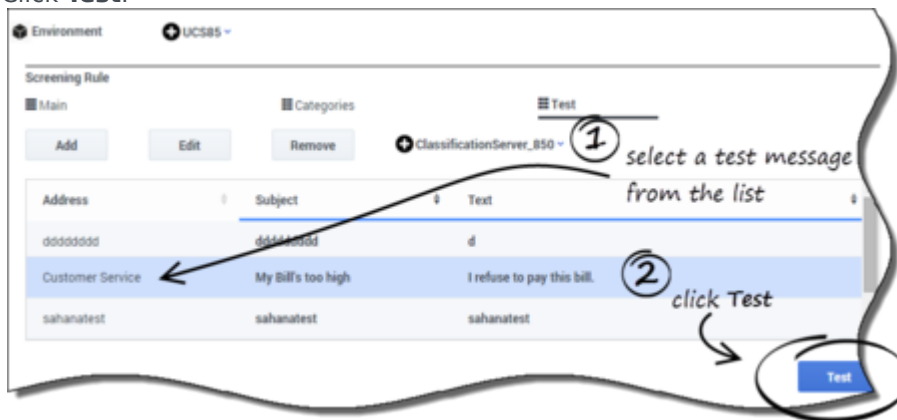 Click Test.
Environment UCS85
Screening Rule
Main Categories Test
Add Edit Remove ClassificationServer_850
1 select a test message
from the list
Address Subject Text
dddddddd ddddddddd d
Customer Service My Bill's too high I refuse to pay this bill.
2 click Test
sahanatest sahanatest sahanatest
Test